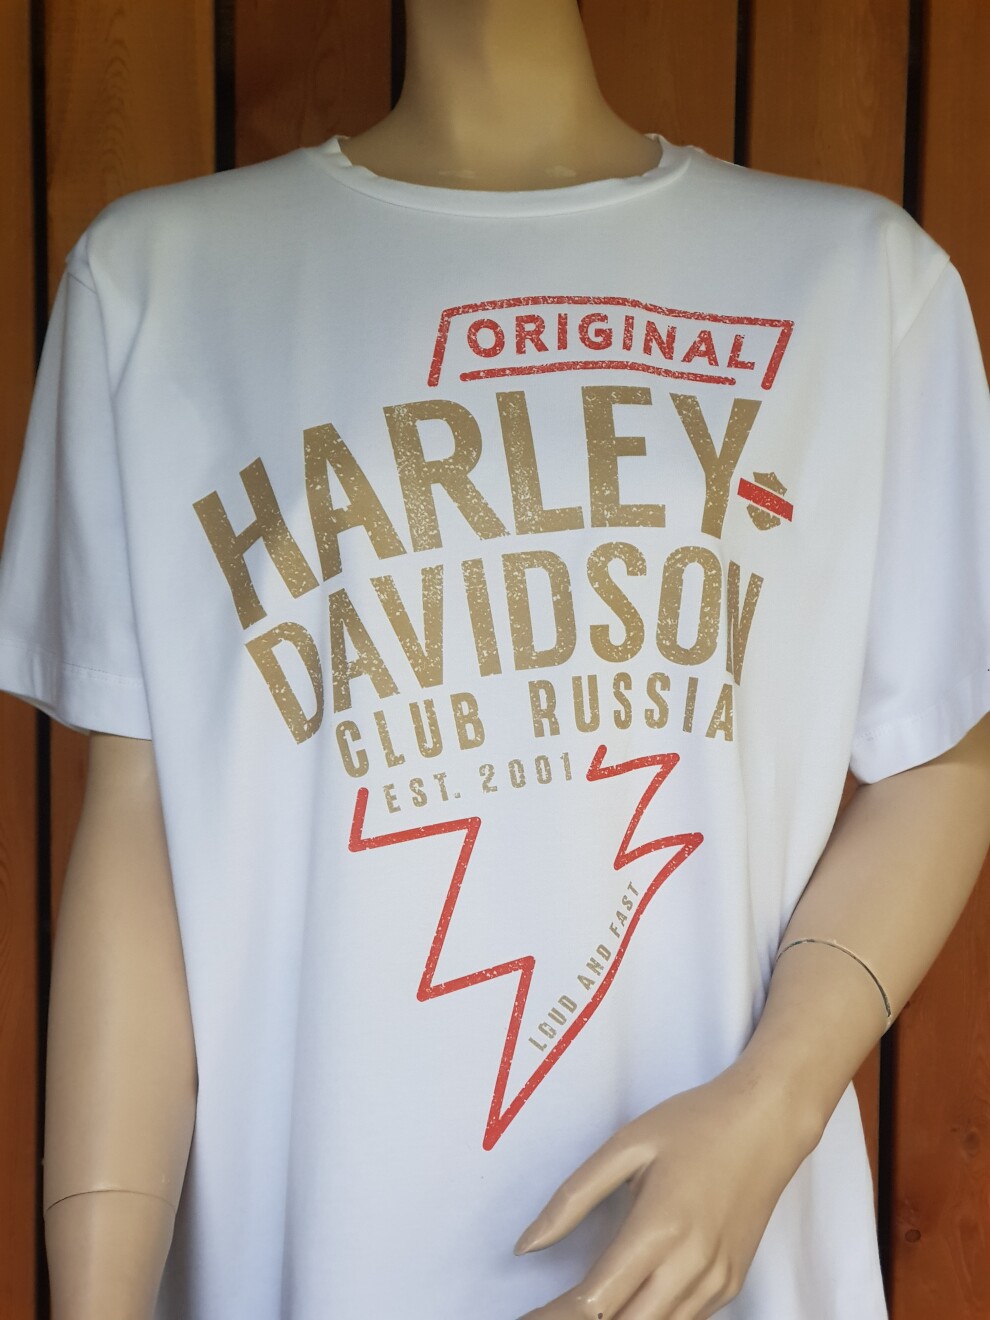 ORIGINAL
HARLEY-
DAVIDSON
CLUB RUSSIA
EST. 2001
LOUD AND FAST